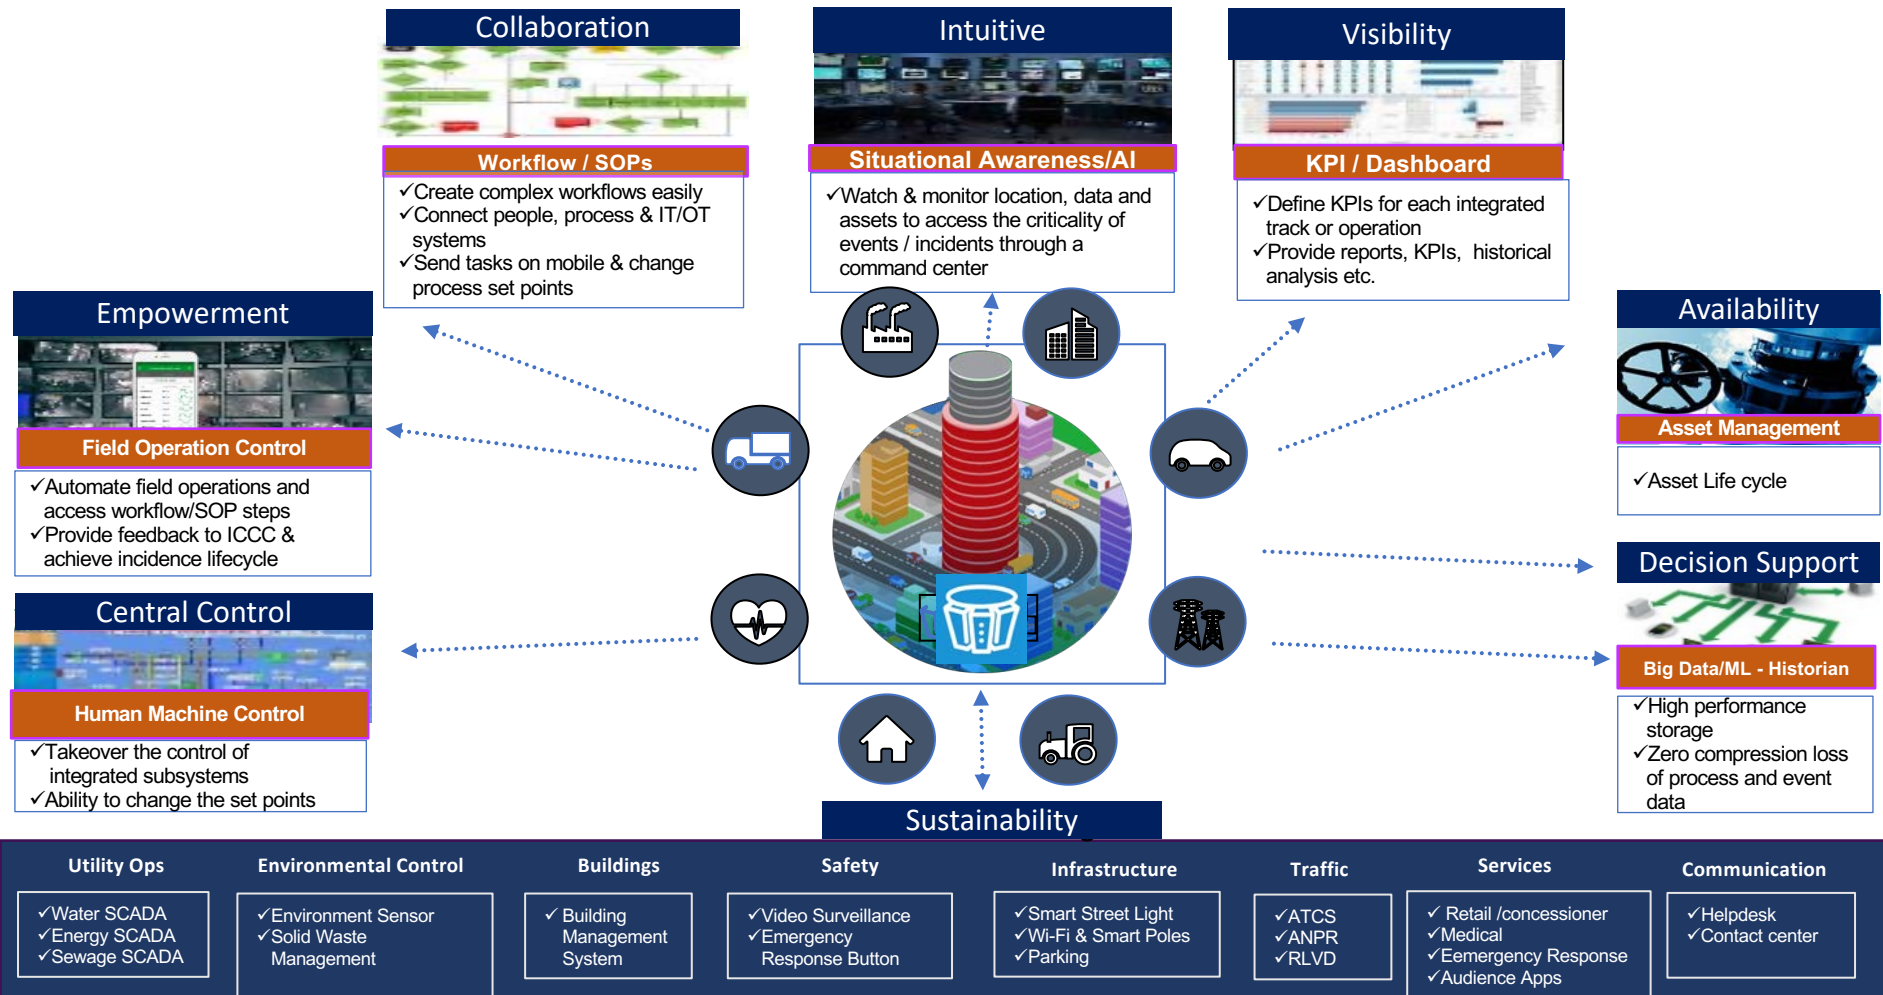 Collaboration
Workflow / SOPs
✓Create complex workflows easily
✓Connect people, process & IT/OT
systems
✓Send tasks on mobile & change
process set points
Intuitive
Situational Awareness/AI
✓Watch & monitor location, data and
assets to access the criticality of
events / incidents through a
command center
Visibility
KPI / Dashboard
✓Define KPIs for each integrated
track or operation
✓Provide reports, KPIs, historical
analysis etc.
Empowerment
Field Operation Control
✓Automate field operations and
access workflow/SOP steps
✓Provide feedback to ICCC &
achieve incidence lifecycle
Availability
Asset Management
✓Asset Life cycle
Central Control
Human Machine Control
✓Takeover the control of
integrated subsystems
✓Ability to change the set points
Decision Support
Big Data/ML - Historian
✓High performance
storage
✓Zero compression loss
of process and event
data
Sustainability
Utility Ops
✓Water SCADA
✓Energy SCADA
✓Sewage SCADA
Environmental Control
✓Environment Sensor
✓Solid Waste
Management
Buildings
✓ Building
Management
System
Safety
✓Video Surveillance
✓Emergency
Response Button
Infrastructure
✓Smart Street Light
✓Wi-Fi & Smart Poles
✓Parking
Traffic
✓ATCS
✓ANPR
✓RLVD
Services
✓ Retail /concessioner
✓Medical
✓Eemergency Response
✓Audience Apps
Communication
✓Helpdesk
✓Contact center